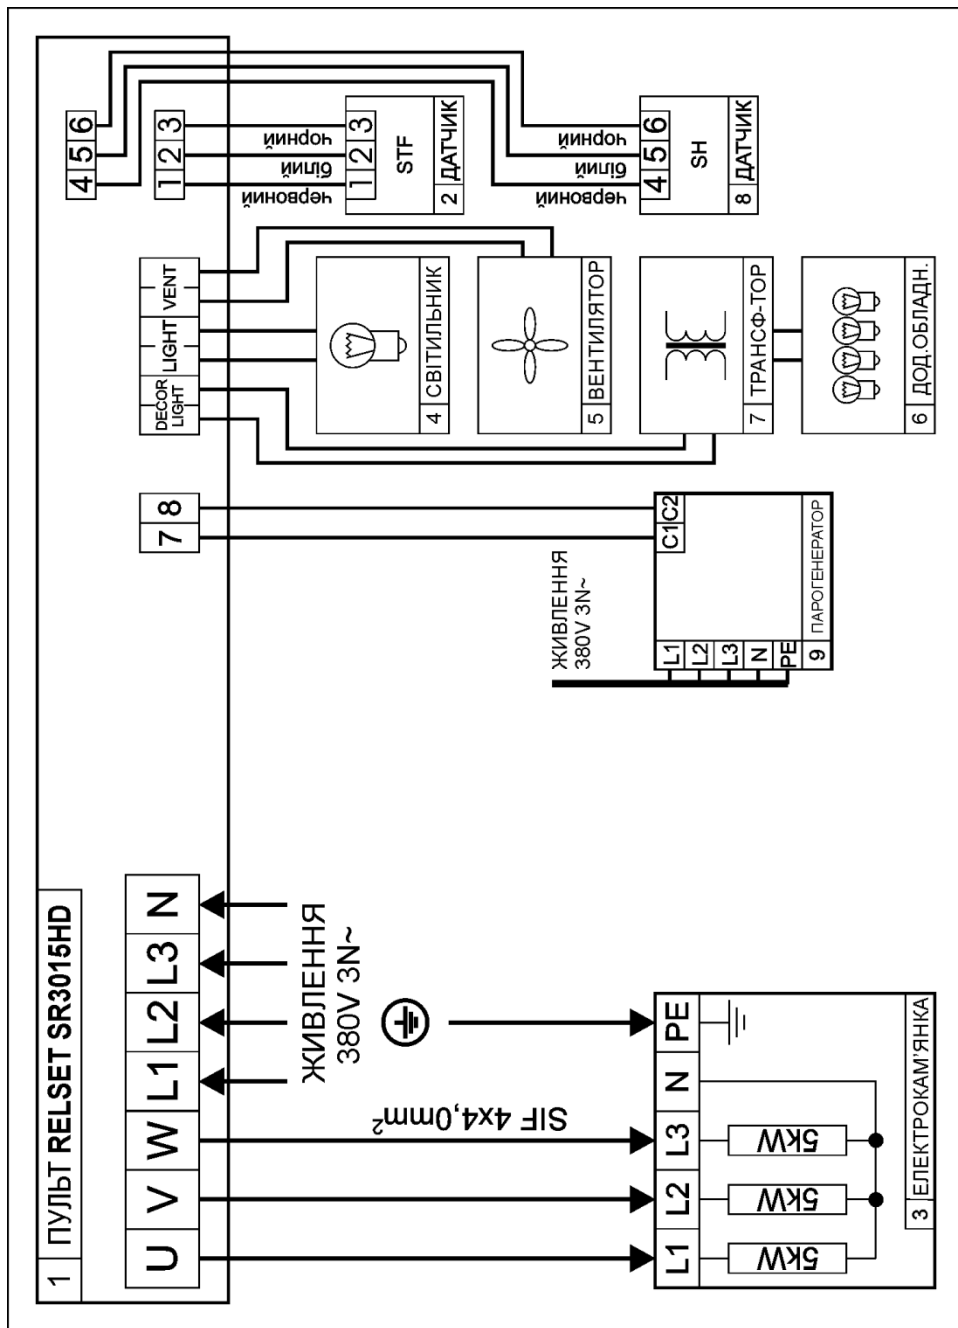 1 ПУЛЬТ RELSET SR3015HD
U V W L1 L2 L3 N
7 8
DECOR LIGHT
LIGHT
VENT
1 2 3
4 5 6
ЖИВЛЕННЯ
380V 3N~
SIF 4x4,0mm²
L1 L2 L3 N PE
5kW
5kW
5kW
3 ЕЛЕКТРОКАМ'ЯНКА
ЖИВЛЕННЯ
380V 3N~
L1
L2
L3
N
PE
C1 C2
9 ПАРОГЕНЕРАТОР
4 СВІТИЛЬНИК
5 ВЕНТИЛЯТОР
7 ТРАНСФ-ТОР
6 ДОД.ОБЛАДН.
червоний
білий
чорний
1 2 3
STF
2 ДАТЧИК
червоний
білий
чорний
4 5 6
SH
8 ДАТЧИК